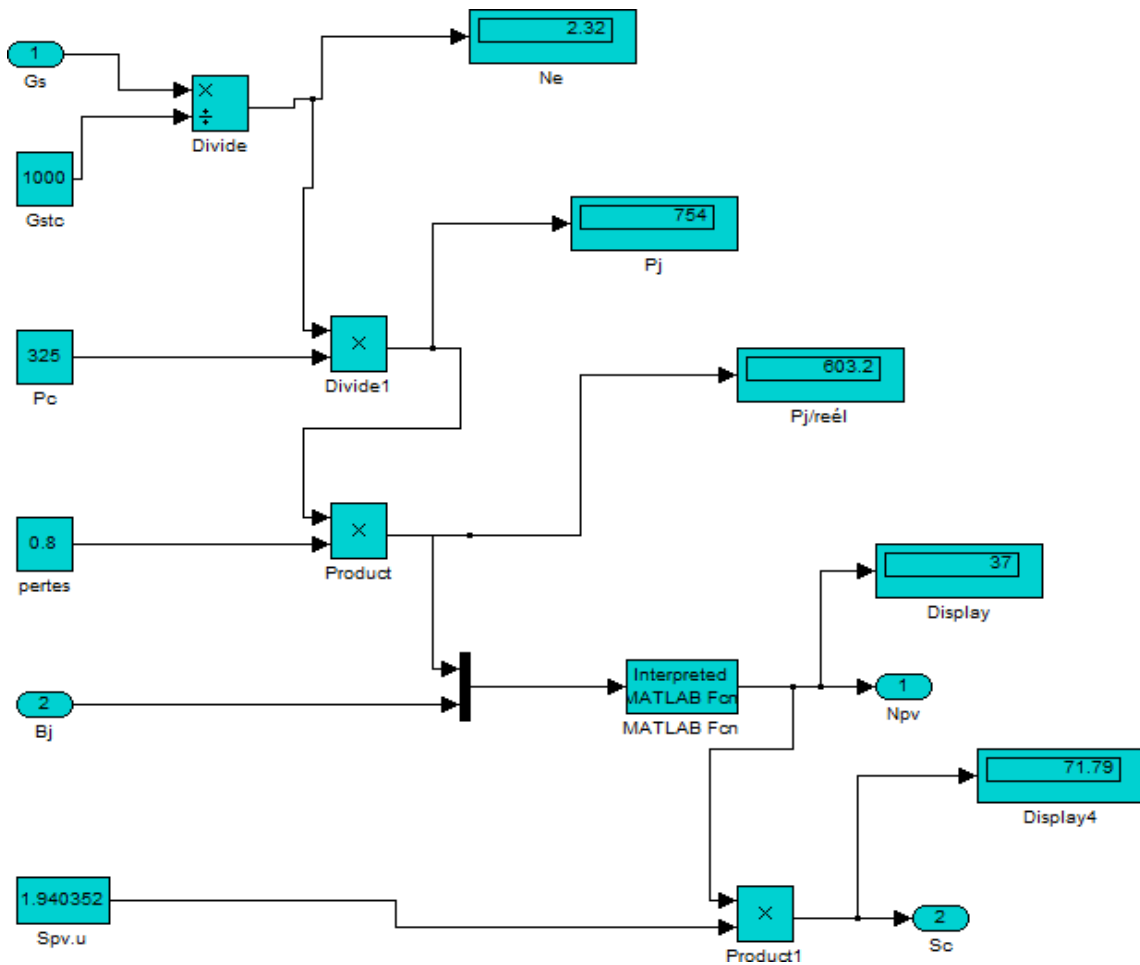 2.32
Ne
1
Gs
×
÷
Divide
1000
Gstc
754
Pj
325
Pc
×
Divide1
603.2
Pj/reél
0.8
pertes
×
Product
37
Display
2
Bj
Interpreted
MATLAB Fcn
MATLAB Fcn
1
Npv
71.79
Display4
1.940352
Spv.u
×
Product1
2
Sc